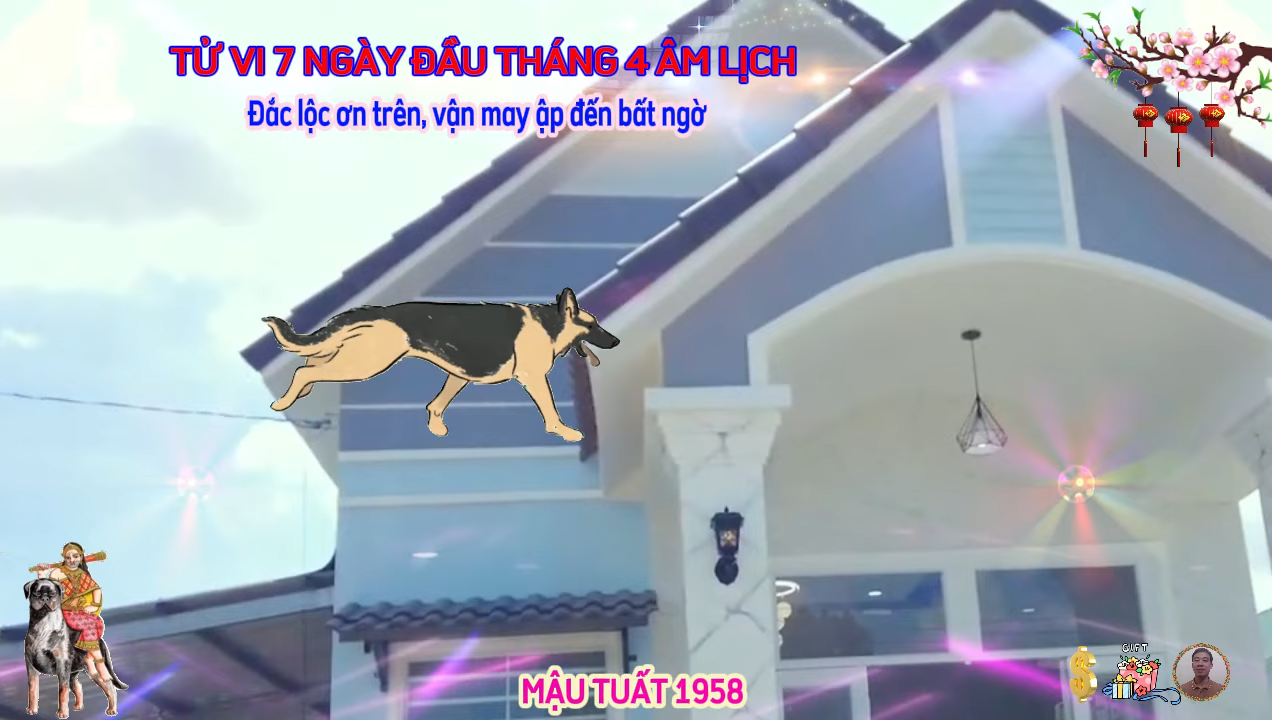 TỬ VI 7 NGÀY ĐẦU THÁNG 4 ÂM LỊCH
Đắc lộc ơn trên, vận may ập đến bất ngờ
GIFT
MẬU TUẤT 1958